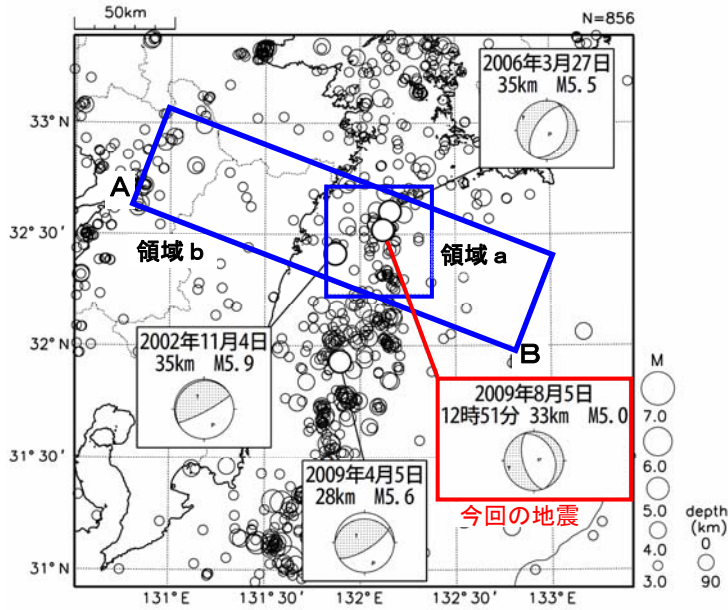 50km
N=856
2006年3月27日
35km M5.5
33°N
A
32°30′
領域b
領域a
2002年11月4日
35km M5.9
32°N
B
2009年8月5日
12時51分 33km M5.0
今回の地震
2009年4月5日
28km M5.6
31°30′
31°N
131°E
131°30′E
132°E
132°30′E
133°E
M
7.0
6.0
5.0
4.0
3.0
depth
(km)
0
90